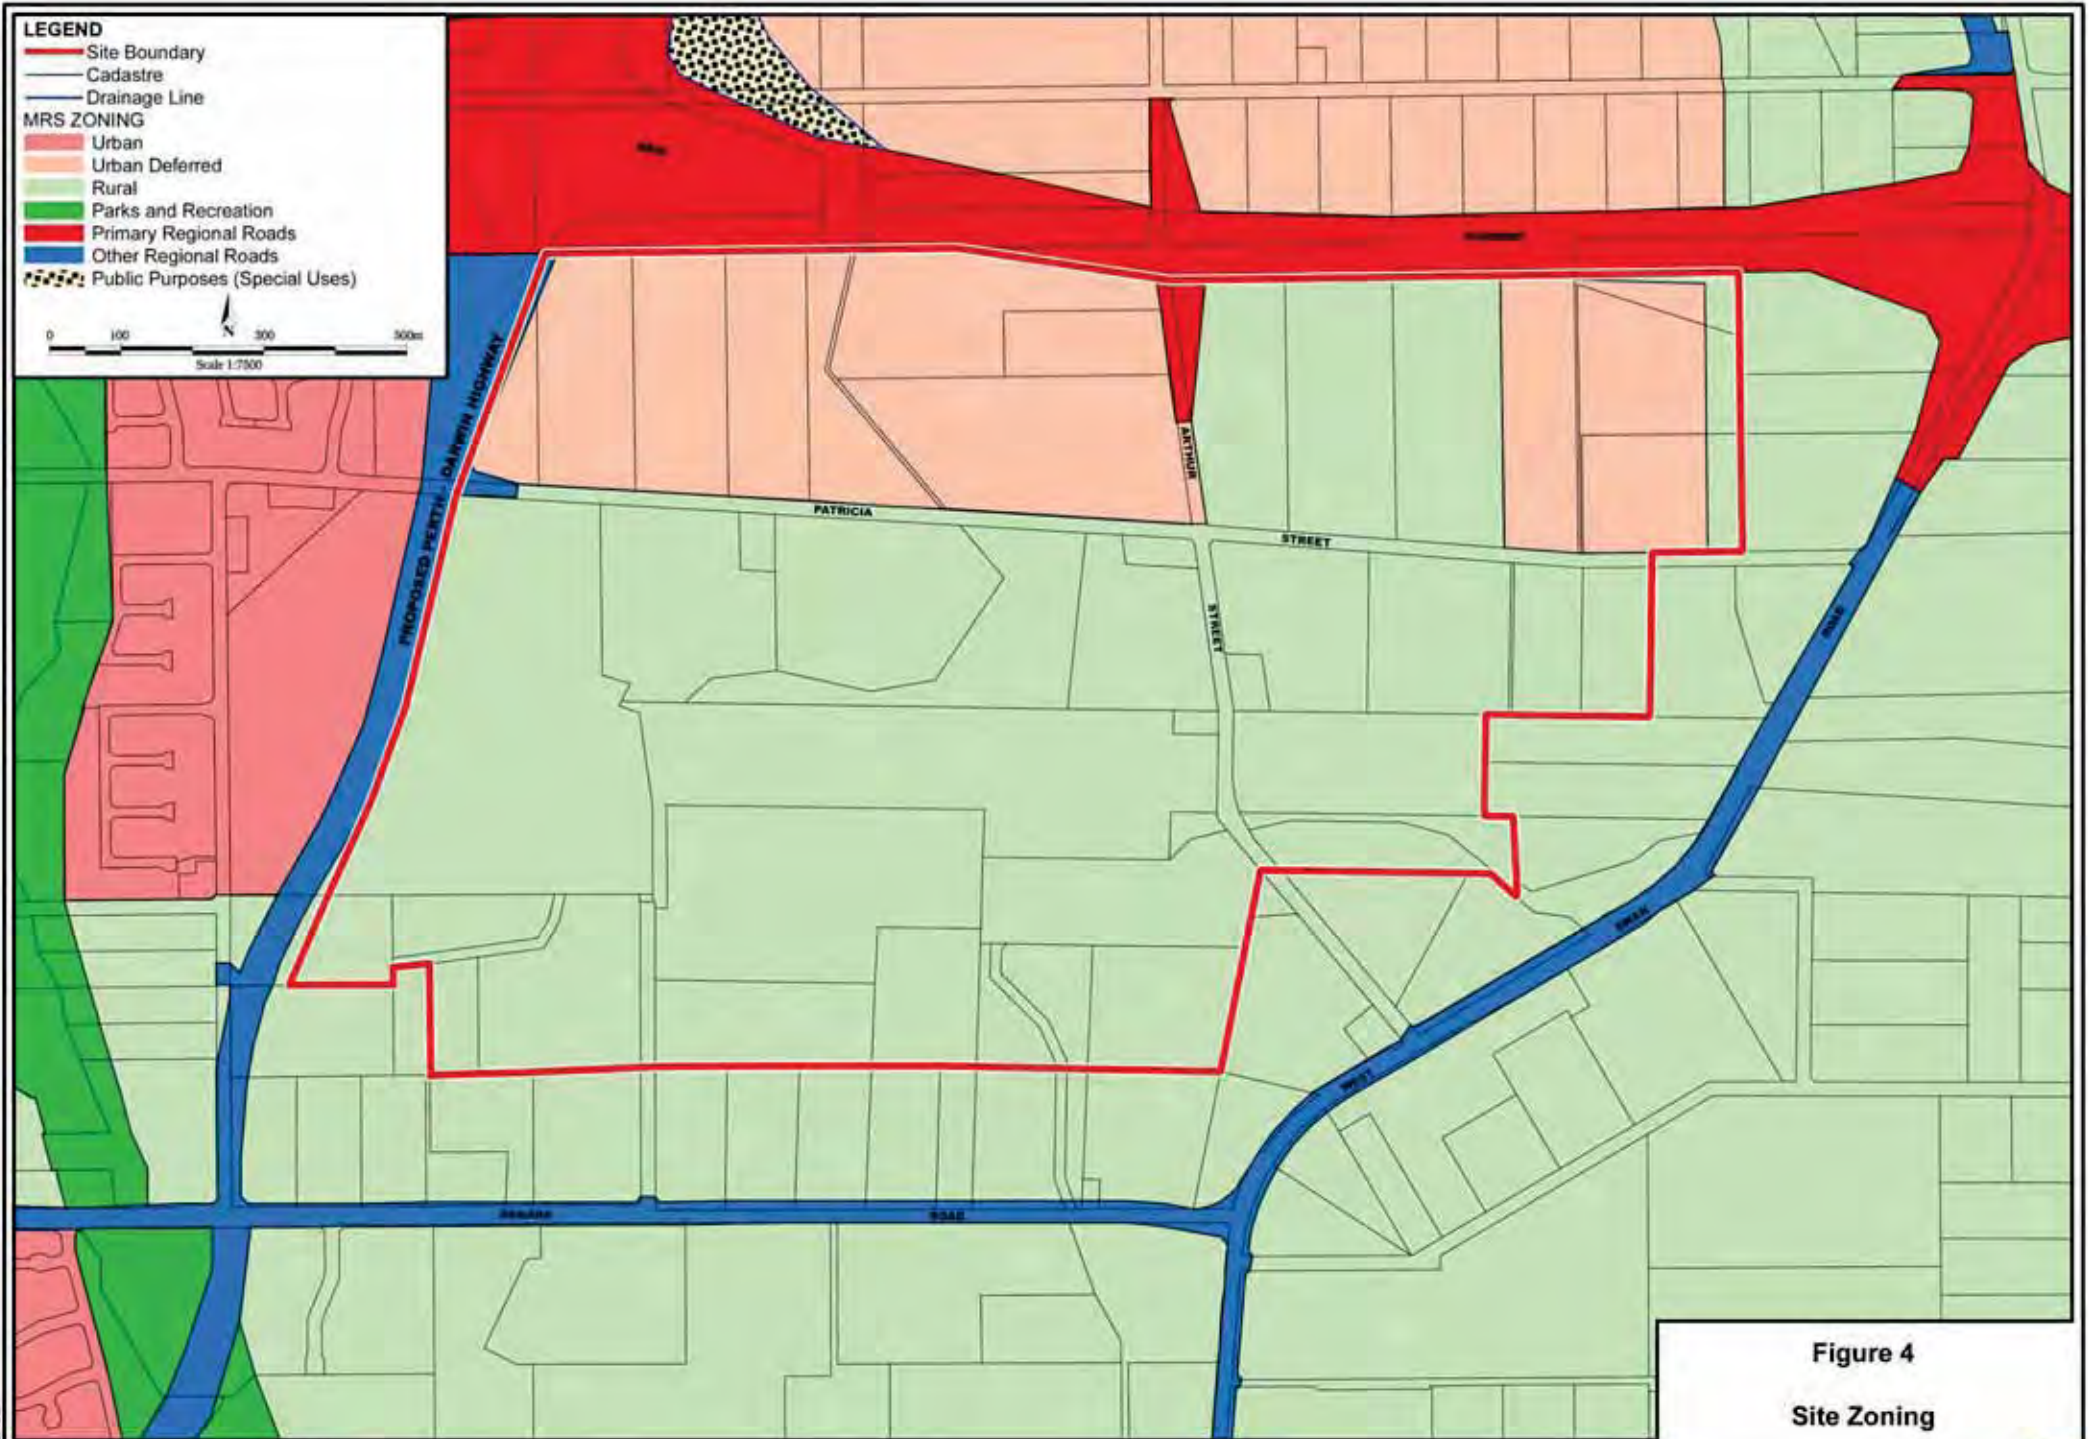 LEGEND
Site Boundary
Cadastre
Drainage Line
MRS ZONING
Urban
Urban Deferred
Rural
Parks and Recreation
Primary Regional Roads
Other Regional Roads
Public Purposes (Special Uses)
N
0 100 300 500m
Scale 1:7500
PROPOSED PERTH - DARWIN HIGHWAY
ARTHUR
STREET
PATRICIA
STREET
ROAD
SWAN
WEST
ROAD
Figure 4
Site Zoning